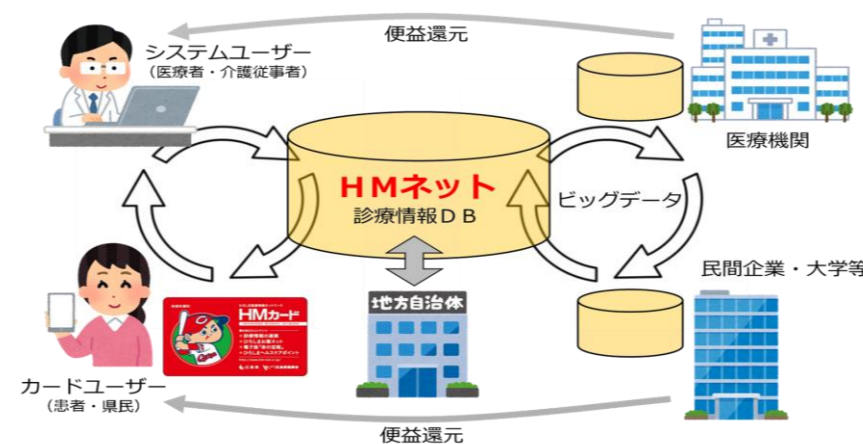 便益還元
システムユーザー
（医療者・介護従事者）
医療機関
HMネット
診療情報ＤＢ
ビッグデータ
民間企業・大学等
地方自治体
HMカード
カードユーザー
（患者・県民）
便益還元